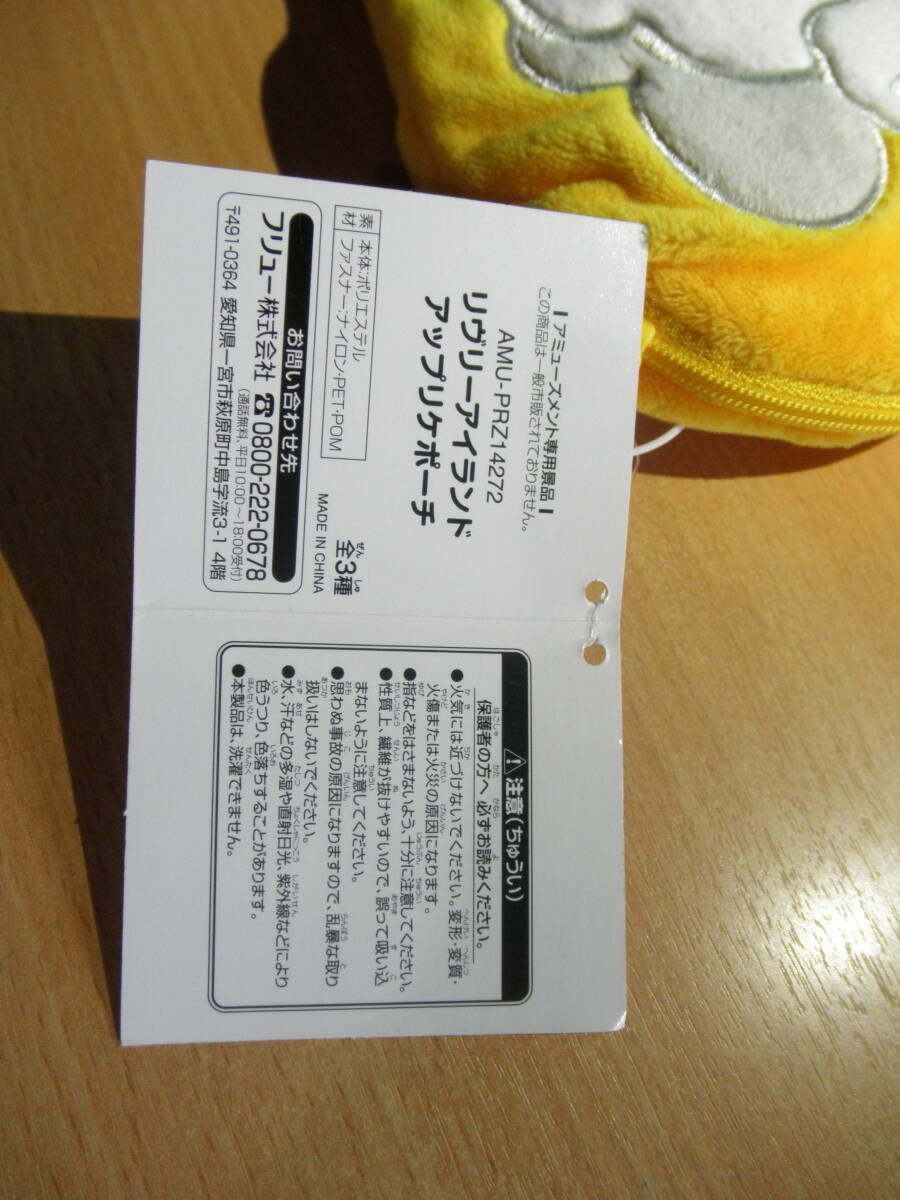 アミューズメント専用景品
この商品は一般市販されておりません。
AMU-PRZ14272
リヴリーアイランド
アップリケポーチ
素材
本体:ポリエステル
ファスナー:ナイロン・PET・POM
全3種
ぜん しゅ
MADE IN CHINA
お問い合わせ先
フリュー株式会社 ☎0800-222-0678
(通話無料、平日10:00〜18:00受付)
〒491-0364 愛知県一宮市萩原町中島字流3-1 4階
⚠注意(ちゅうい)
保護者の方へ 必ずお読みください。
●火気には近づけないでください。変形・変質・
火傷または火災の原因になります。
●指などをはさまないよう、十分に注意してください。
●性質上、繊維が抜けやすいので、誤って吸い込
まないように注意してください。
●思わぬ事故の原因になりますので、乱暴な取り
扱いはしないでください。
●水、汗などの多湿や直射日光、紫外線などにより
色うつり、色落ちすることがあります。
●本製品は、洗濯できません。